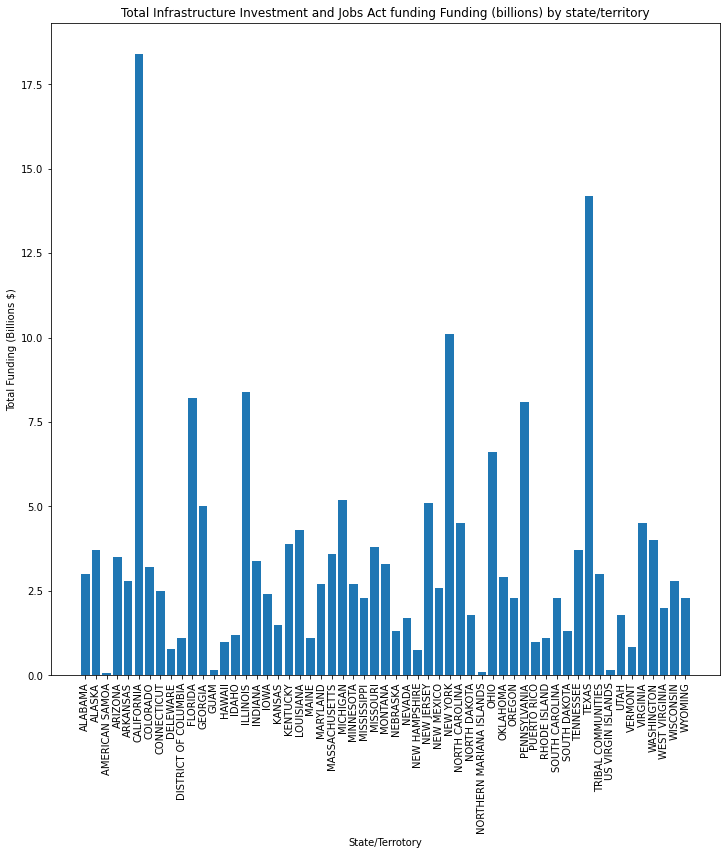 Total Infrastructure Investment and Jobs Act funding Funding (billions) by state/territory
Total Funding (Billions $)
17.5
15.0
12.5
10.0
7.5
5.0
2.5
0.0
ALABAMA
ALASKA
AMERICAN SAMOA
ARIZONA
ARKANSAS
CALIFORNIA
COLORADO
CONNECTICUT
DELEWARE
DISTRICT OF COLUMBIA
FLORIDA
GEORGIA
GUAM
HAWAII
IDAHO
ILLINOIS
INDIANA
IOWA
KANSAS
KENTUCKY
LOUISIANA
MAINE
MARYLAND
MASSACHUSETTS
MICHIGAN
MINNESOTA
MISSISSIPPI
MISSOURI
MONTANA
NEBRASKA
NEVADA
NEW HAMPSHIRE
NEW JERSEY
NEW MEXICO
NEW YORK
NORTH CAROLINA
NORTH DAKOTA
NORTHERN MARIANA ISLANDS
OHIO
OKLAHOMA
OREGON
PENNSYLVANIA
PUERTO RICO
RHODE ISLAND
SOUTH CAROLINA
SOUTH DAKOTA
TENNESSEE
TEXAS
TRIBAL COMMUNITIES
US VIRGIN ISLANDS
UTAH
VERMONT
VIRGINIA
WASHINGTON
WEST VIRGINIA
WISCONSIN
WYOMING
State/Terrotory